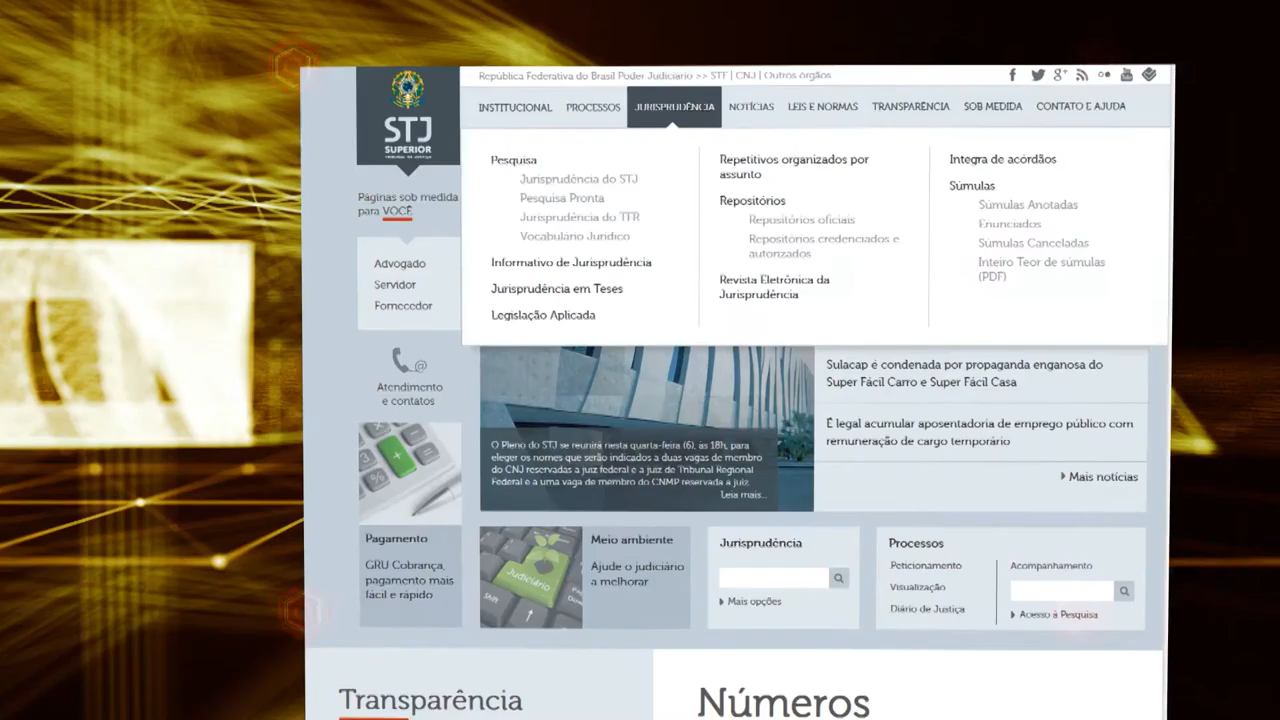 República Federativa do Brasil Poder Judiciário >> STF | CNJ | Outros órgãos
STJ
SUPERIOR
TRIBUNAL DA JUSTIÇA
INSTITUCIONAL
PROCESSOS
JURISPRUDÊNCIA
NOTÍCIAS
LEIS E NORMAS
TRANSPARÊNCIA
SOB MEDIDA
CONTATO E AJUDA
Pesquisa
Jurisprudência do STJ
Pesquisa Pronta
Jurisprudência do TFR
Vocabulário Jurídico
Informativo de Jurisprudência
Jurisprudência em Teses
Legislação Aplicada
Repetitivos organizados por
assunto
Repositórios
Repositórios oficiais
Repositórios credenciados e
autorizados
Revista Eletrônica da
Jurisprudência
Integra de acórdãos
Súmulas
Súmulas Anotadas
Enunciados
Súmulas Canceladas
Inteiro Teor de súmulas
(PDF)
Páginas sob medida
para VOCÊ
Advogado
Servidor
Fornecedor
Atendimento
e contatos
O Pleno do STJ se reunirá nesta quarta-feira (6), às 18h, para
eleger os nomes que serão indicados a duas vagas de membro
do CNJ reservadas a juiz federal e a juiz de Tribunal Regional
Federal e a uma vaga de membro do CNMP reservada a juiz
Leia mais...
Sulacap é condenada por propaganda enganosa do
Super Fácil Carro e Super Fácil Casa
É legal acumular aposentadoria de emprego público com
remuneração de cargo temporário
Mais notícias
Pagamento
GRU Cobrança,
pagamento mais
fácil e rápido
Judiciário
Shift
Meio ambiente
Ajude o judiciário
a melhorar
Jurisprudência
Mais opções
Processos
Peticionamento
Visualização
Diário de Justiça
Acompanhamento
Acesso à Pesquisa
Transparência
Números